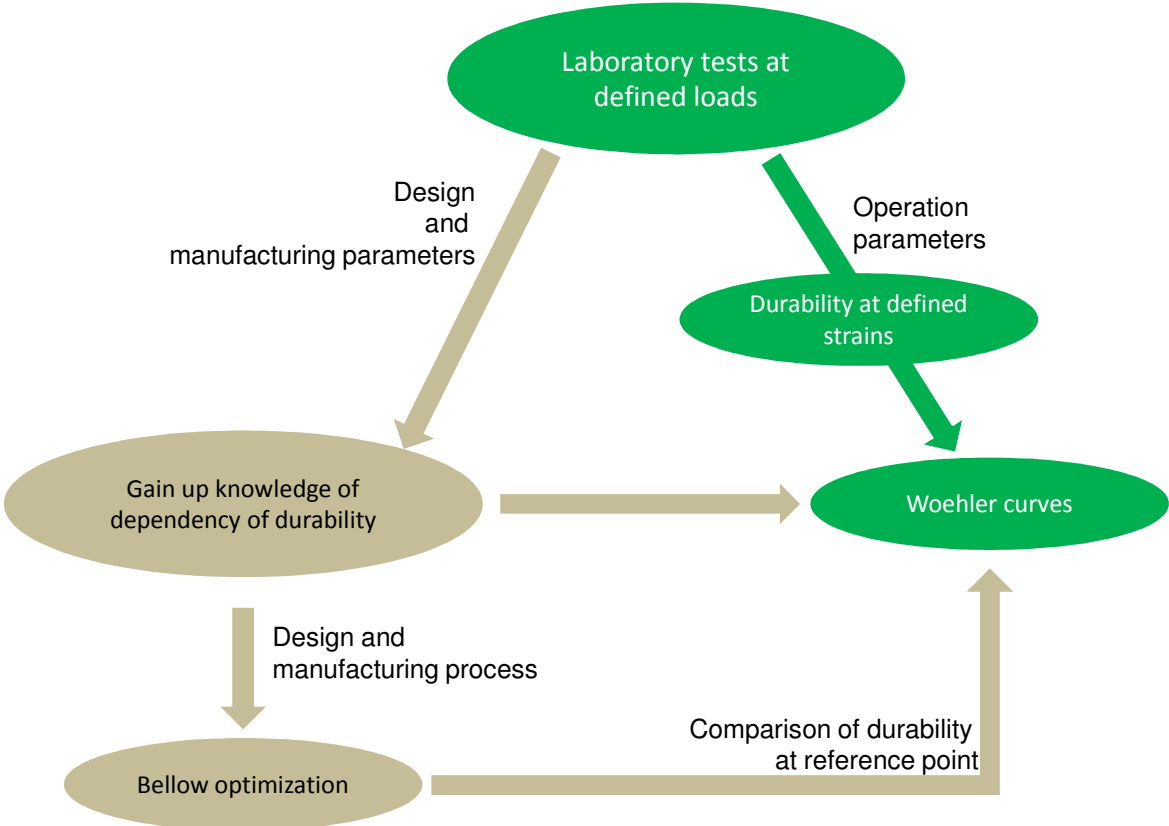 Laboratory tests at
defined loads
Design
and
manufacturing parameters
Operation
parameters
Durability at defined
strains
Gain up knowledge of
dependency of durability
Woehler curves
Design and
manufacturing process
Comparison of durability
at reference point
Bellow optimization